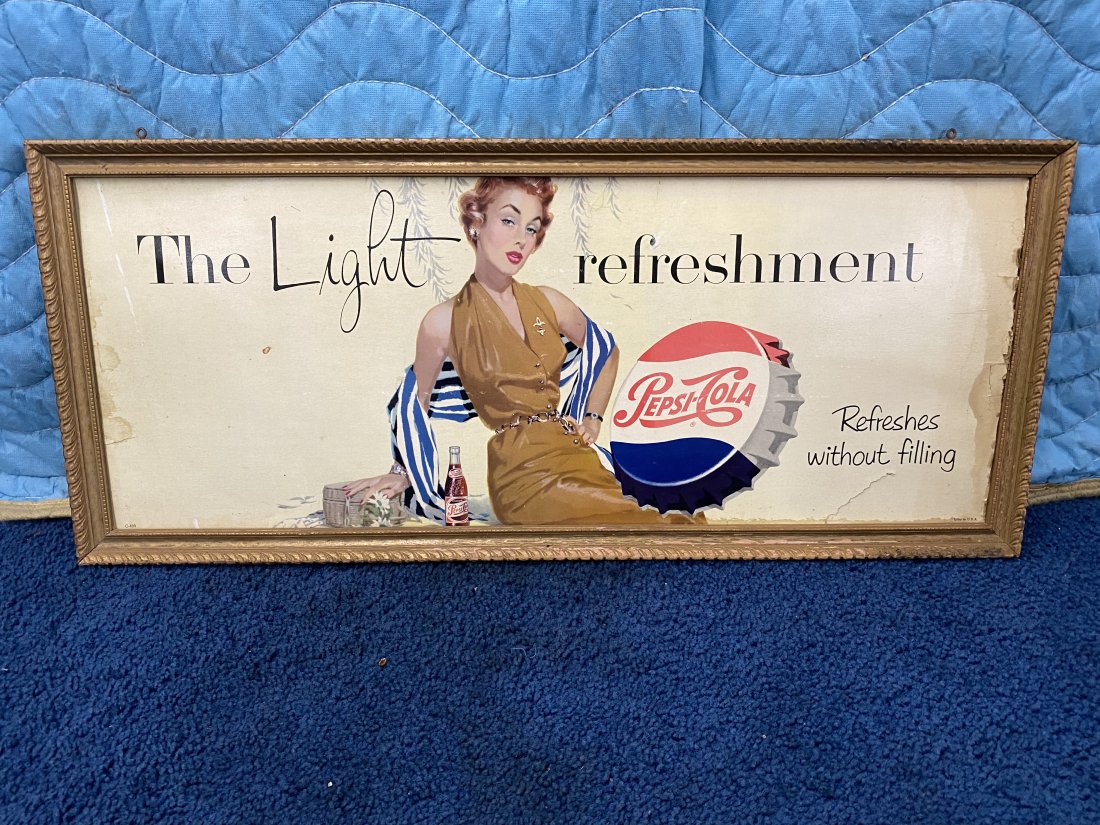 The Light refreshment
PEPSI-COLA
®
Refreshes
without filling